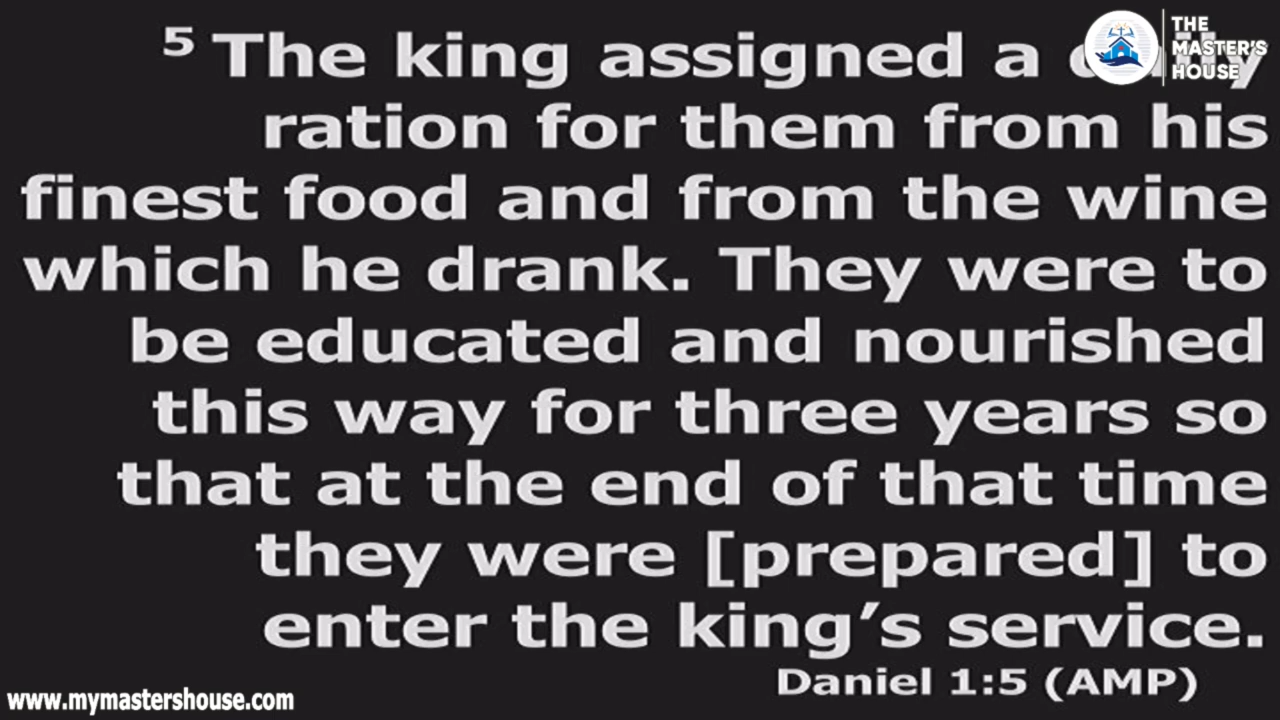 5 The king assigned a
ration for them from his
finest food and from the wine
which he drank. They were to
be educated and nourished
this way for three years so
that at the end of that time
they were [prepared] to
enter the king’s service.
Daniel 1:5 (AMP)
THE
MASTER'S
HOUSE
www.mymastershouse.com